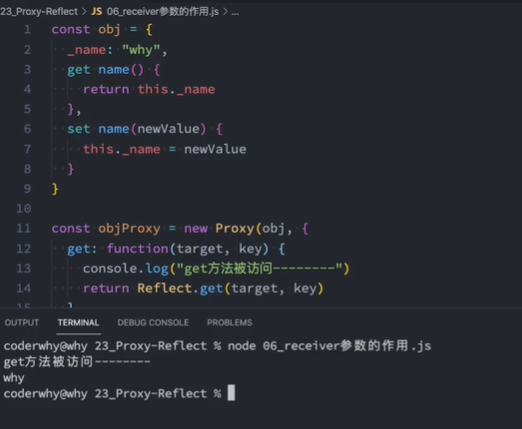 23_Proxy-Reflect > JS 06_receiver参数的作用.js > ...
1 const obj = {
2 _name: "why",
3 get name() {
4 return this._name
5 },
6 set name(newValue) {
7 this._name = newValue
8 }
9 }
10
11 const objProxy = new Proxy(obj, {
12 get: function(target, key) {
13 console.log("get方法被访问--------")
14 return Reflect.get(target, key)
15 }
OUTPUT TERMINAL DEBUG CONSOLE PROBLEMS
coderwhy@why 23_Proxy-Reflect % node 06_receiver参数的作用.js
get方法被访问--------
why
coderwhy@why 23_Proxy-Reflect %